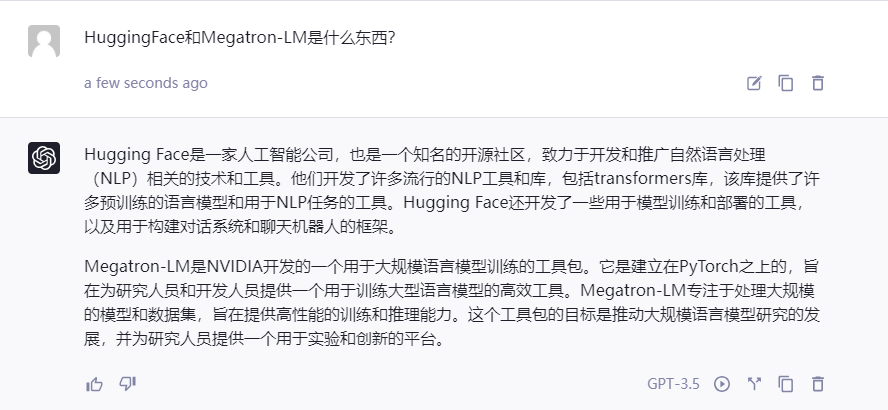 HuggingFace和Megatron-LM是什么东西?
a few seconds ago
Hugging Face是一家人工智能公司，也是一个知名的开源社区，致力于开发和推广自然语言处理
（NLP）相关的技术和工具。他们开发了许多流行的NLP工具和库，包括transformers库，该库提供了许
多预训练的语言模型和用于NLP任务的工具。Hugging Face还开发了一些用于模型训练和部署的工具，
以及用于构建对话系统和聊天机器人的框架。
Megatron-LM是NVIDIA开发的一个用于大规模语言模型训练的工具包。它是建立在PyTorch之上的，旨
在为研究人员和开发人员提供一个用于训练大型语言模型的高效工具。Megatron-LM专注于处理大规模
的模型和数据集，旨在提供高性能的训练和推理能力。这个工具包的目标是推动大规模语言模型研究的发
展，并为研究人员提供一个用于实验和创新的平台。
GPT-3.5